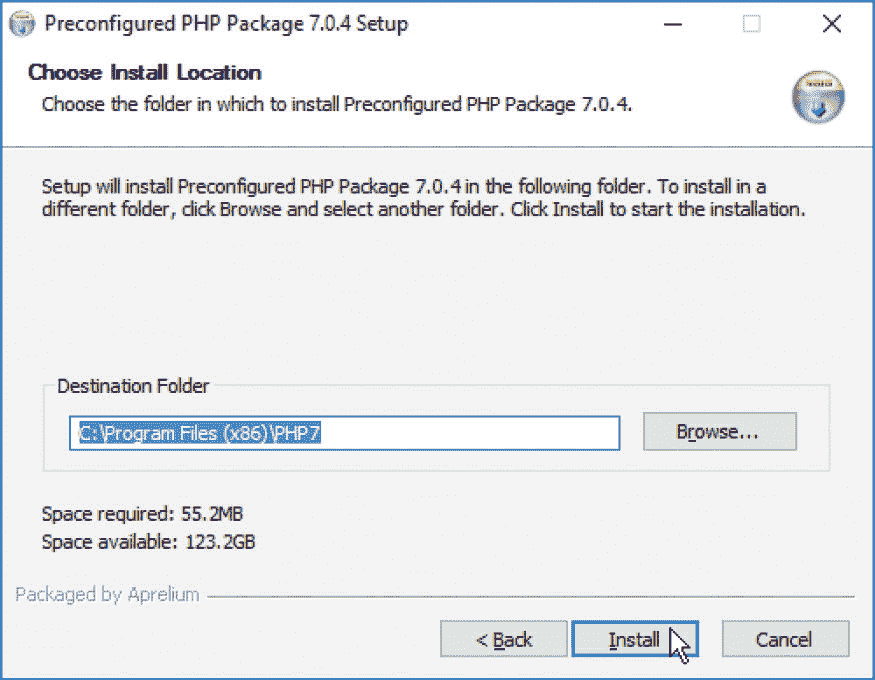 Preconfigured PHP Package 7.0.4 Setup
Choose Install Location
Choose the folder in which to install Preconfigured PHP Package 7.0.4.
Setup will install Preconfigured PHP Package 7.0.4 in the following folder. To install in a
different folder, click Browse and select another folder. Click Install to start the installation.
Destination Folder
C:\Program Files (x86)\PHP7
Browse...
Space required: 55.2MB
Space available: 123.2GB
Packaged by Aprelium
< Back
Install
Cancel